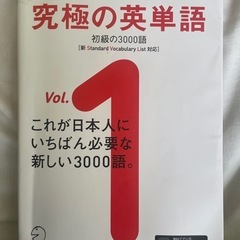 究極の英単語
初級の3000語
[新 Standard Vocabulary List 対応]
Vol.
1
これが日本人に
いちばん必要な
新しい3000語。